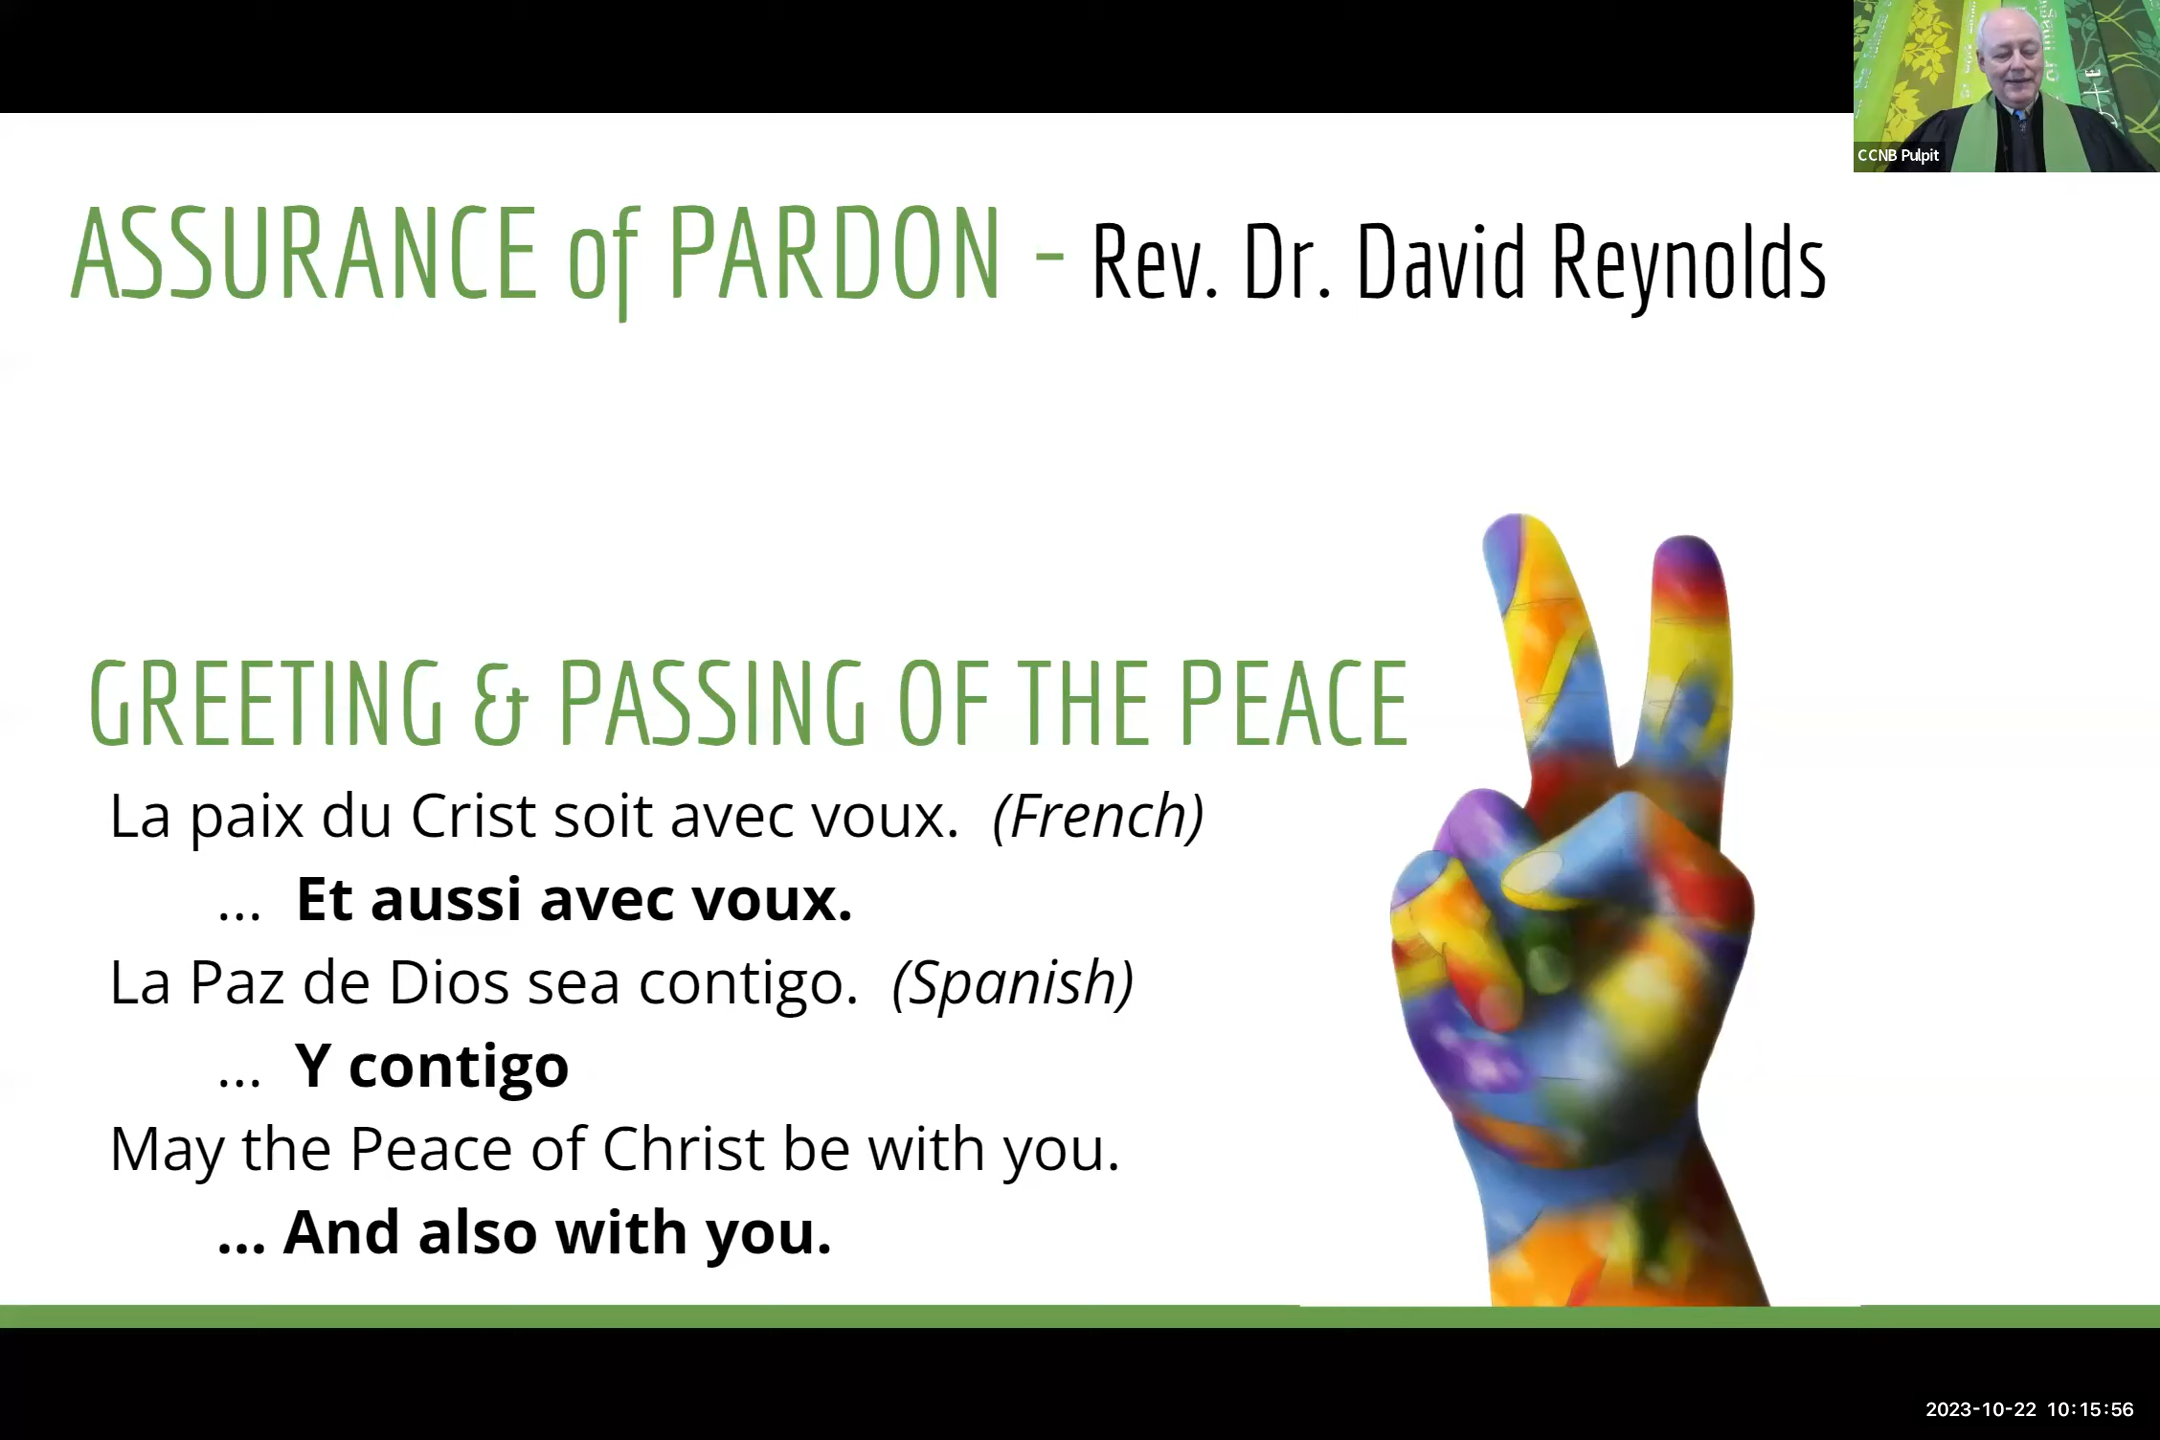 CCNB Pulpit
ASSURANCE of PARDON - Rev. Dr. David Reynolds
GREETING & PASSING OF THE PEACE
La paix du Crist soit avec voux. (French)
... Et aussi avec voux.
La Paz de Dios sea contigo. (Spanish)
... Y contigo
May the Peace of Christ be with you.
... And also with you.
2023-10-22 10:15:56